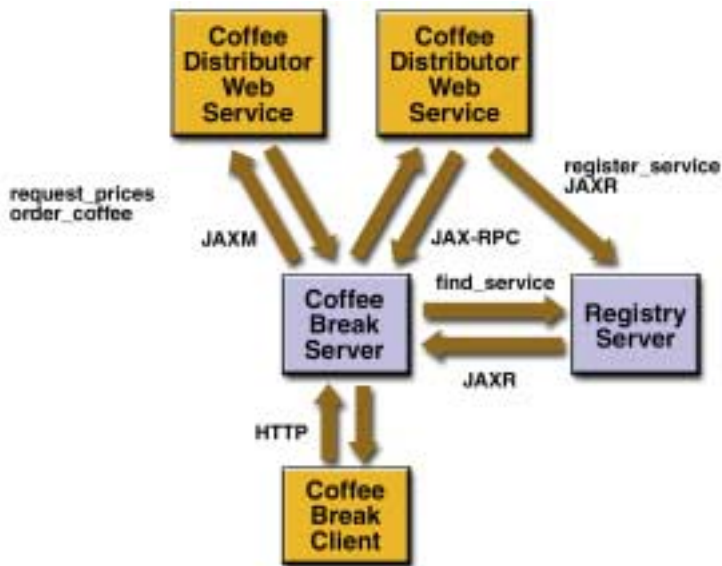 Coffee
Distributor
Web
Service
Coffee
Distributor
Web
Service
request_prices
order_coffee
register_service
JAXR
JAXM
JAX-RPC
find_service
Coffee
Break
Server
Registry
Server
JAXR
HTTP
Coffee
Break
Client